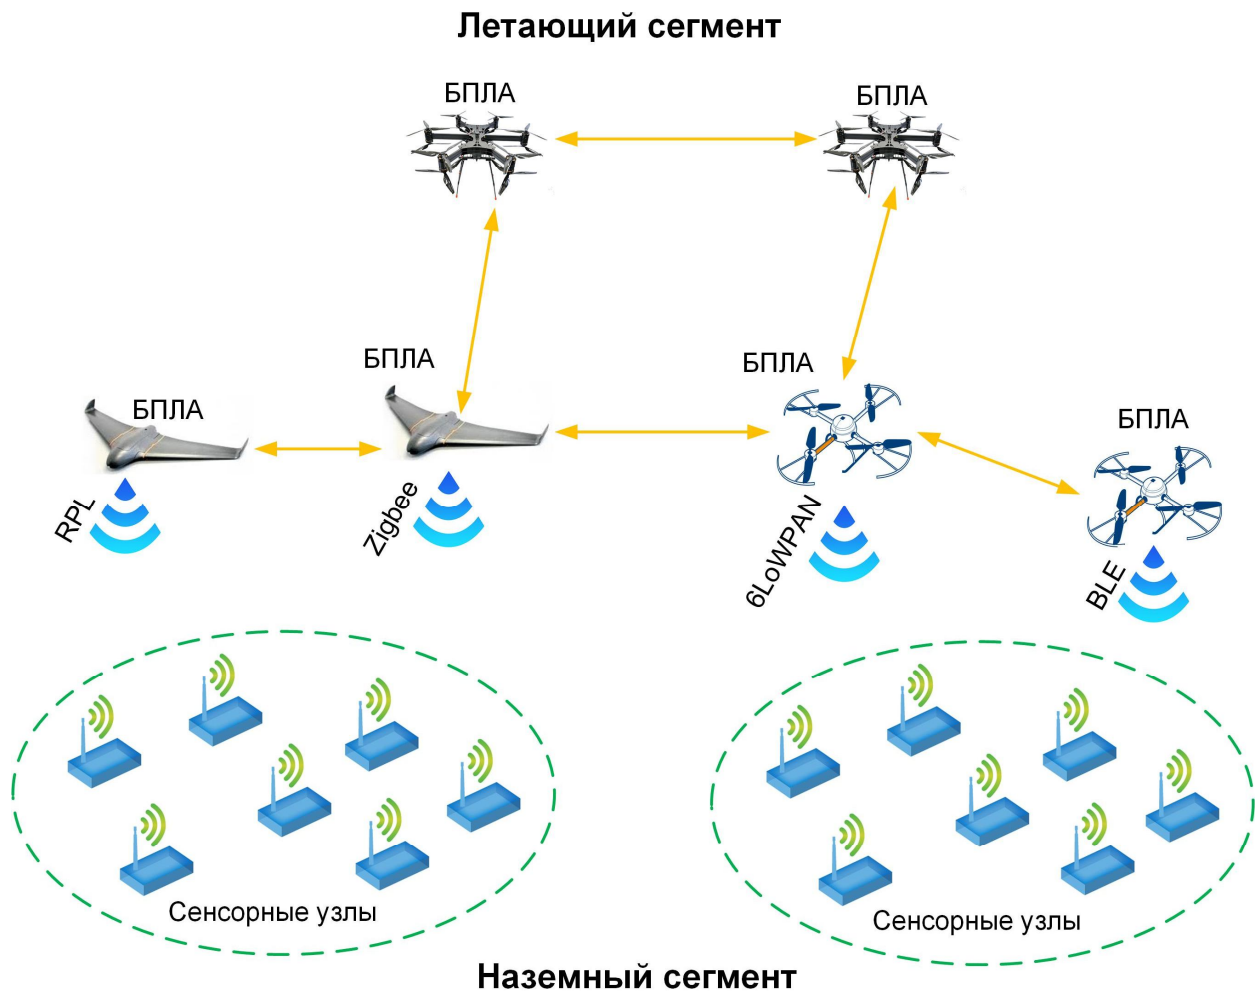 Летающий сегмент
БПЛА
БПЛА
БПЛА
БПЛА
БПЛА
БПЛА
RPL
Zigbee
6LoWPAN
BLE
Сенсорные узлы
Сенсорные узлы
Наземный сегмент